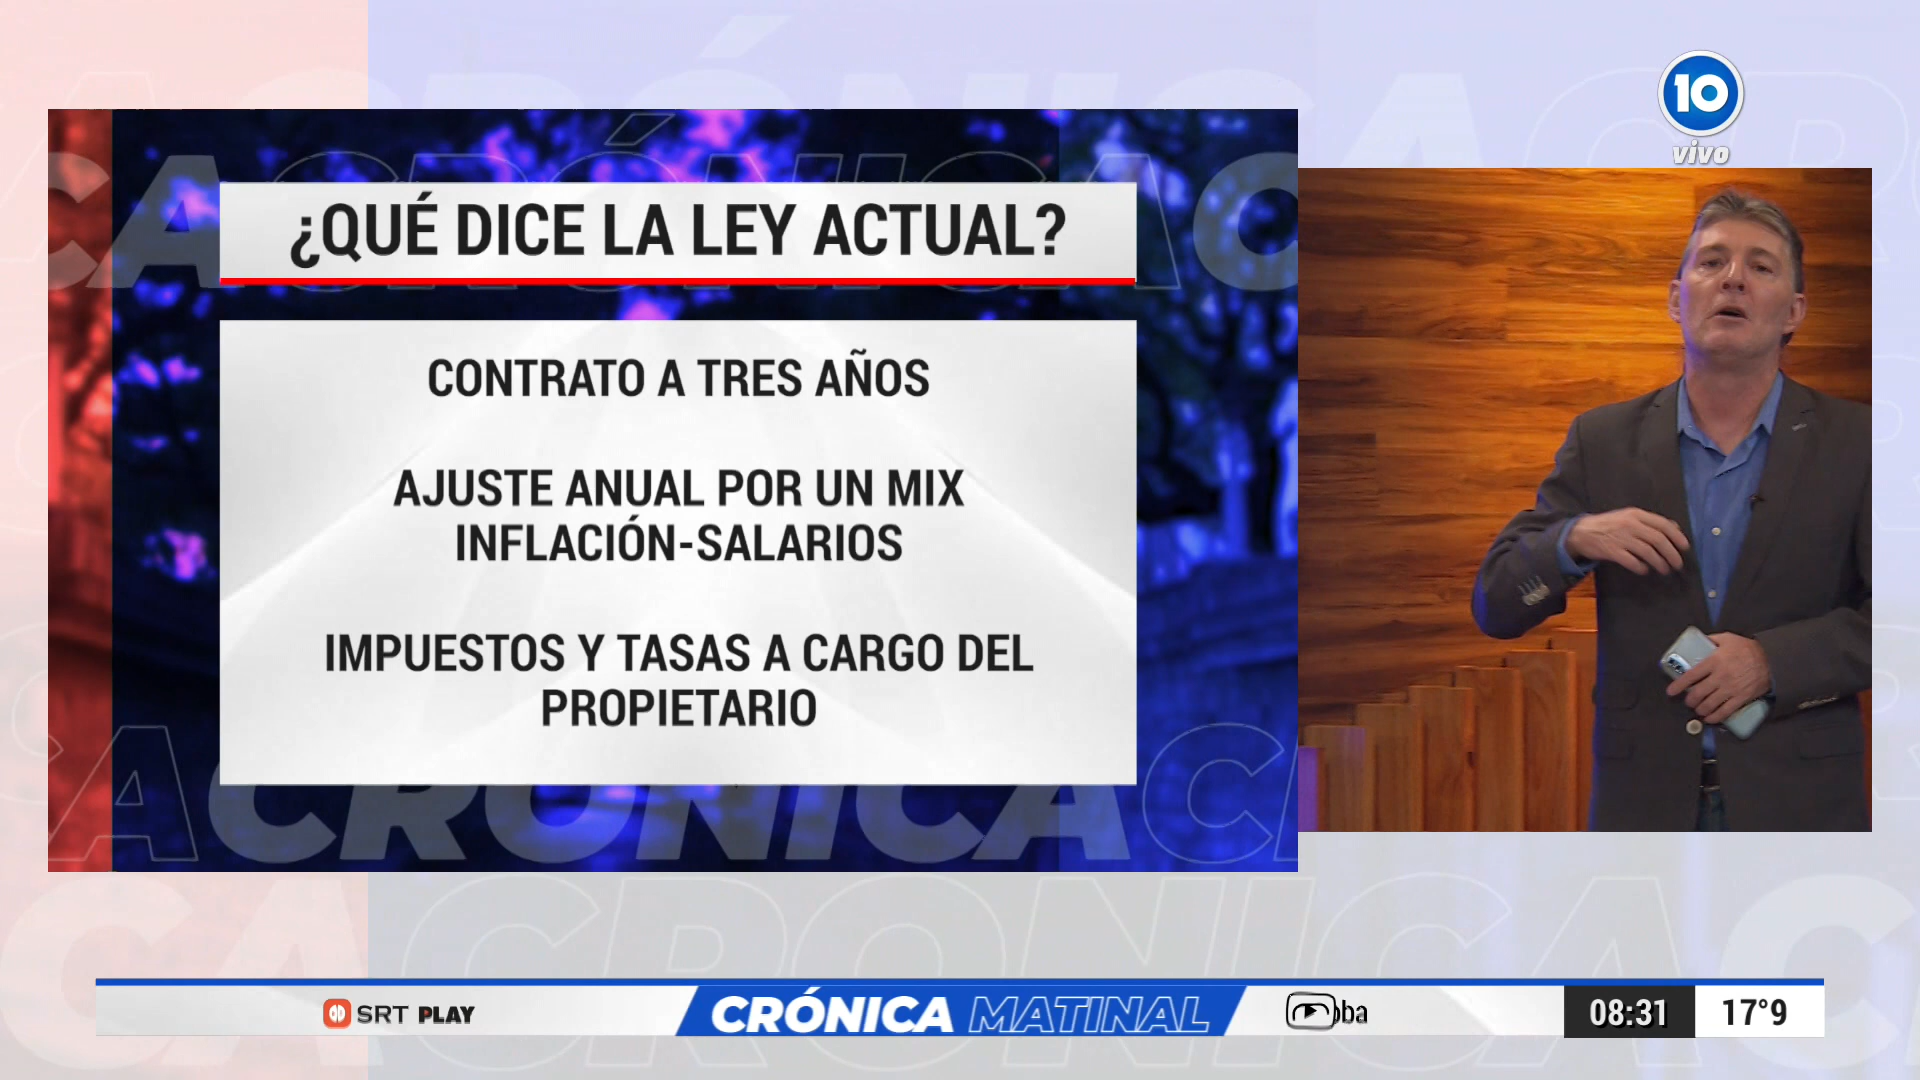 10
vivo
¿QUÉ DICE LA LEY ACTUAL?
CONTRATO A TRES AÑOS
AJUSTE ANUAL POR UN MIX
INFLACIÓN-SALARIOS
IMPUESTOS Y TASAS A CARGO DEL
PROPIETARIO
SRT PLAY
CRÓNICA MATINAL
08:31
17°9